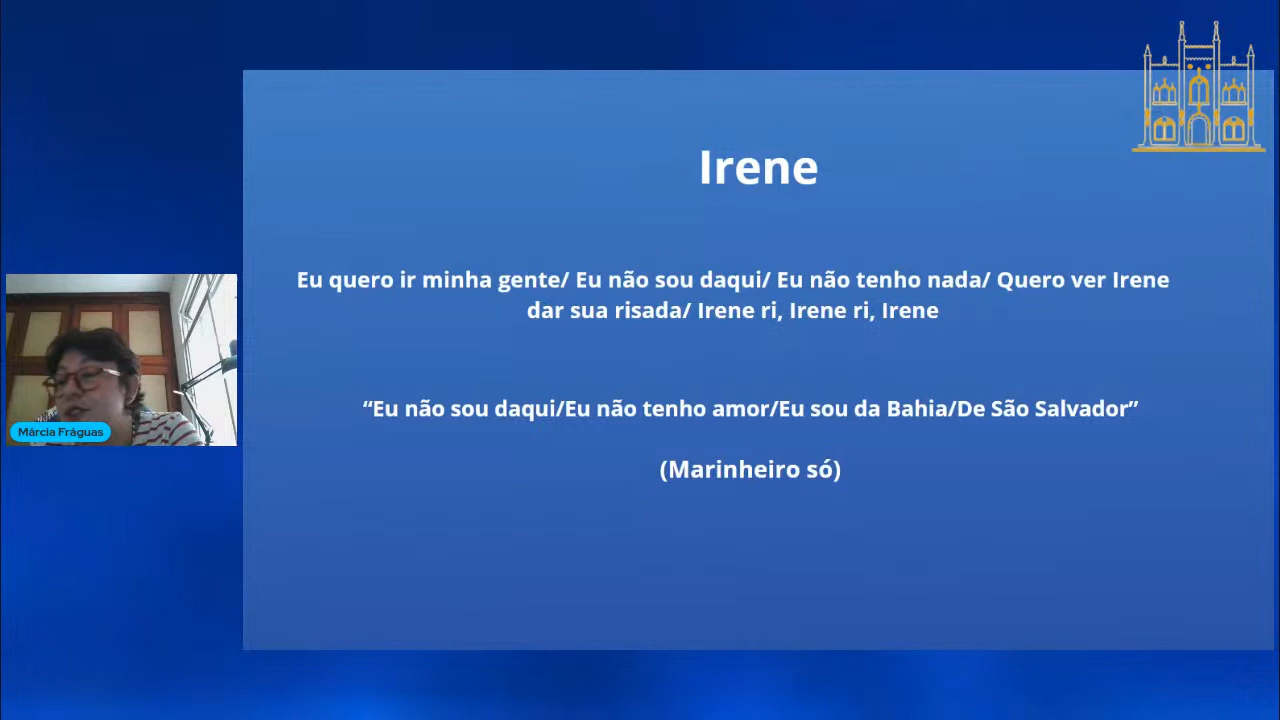 Irene
Eu quero ir minha gente/ Eu não sou daqui/ Eu não tenho nada/ Quero ver Irene
dar sua risada/ Irene ri, Irene ri, Irene
“Eu não sou daqui/Eu não tenho amor/Eu sou da Bahia/De São Salvador”
(Marinheiro só)
Márcia Fráguas